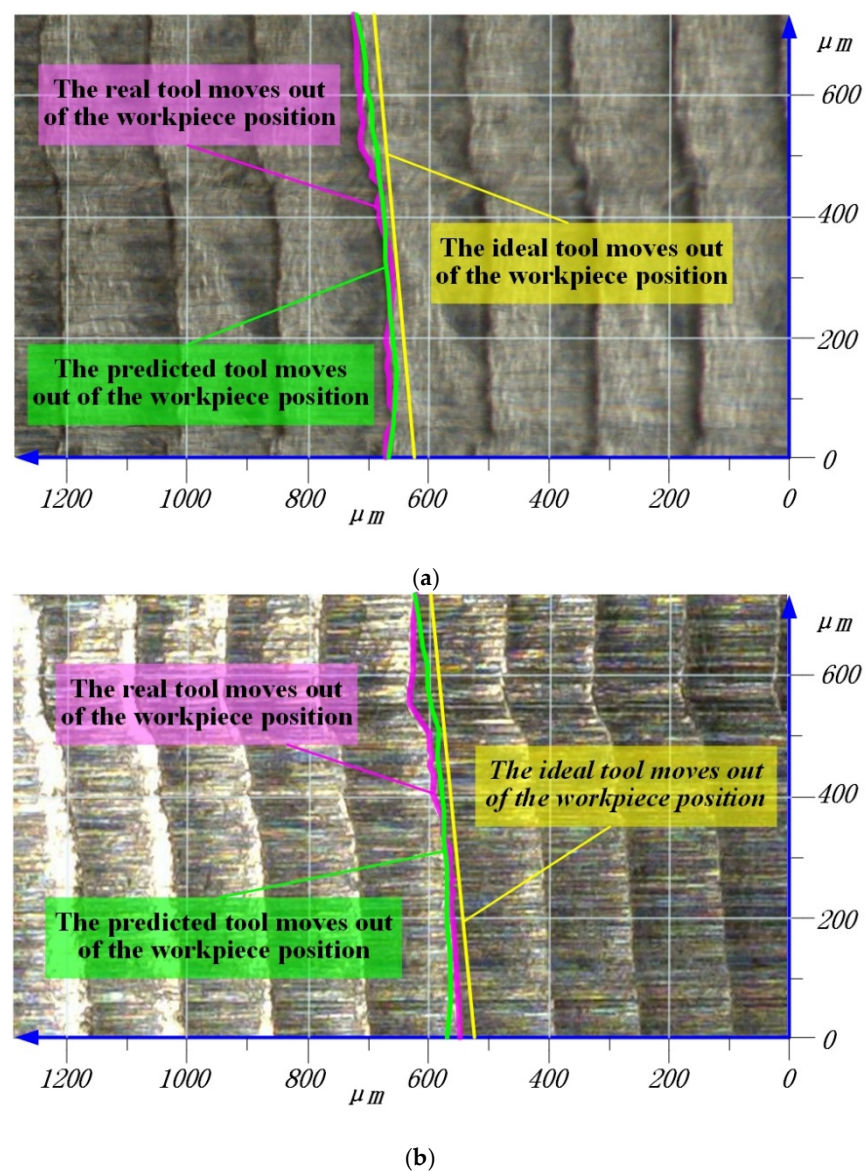 μm
The real tool moves out
of the workpiece position
600
400
The ideal tool moves out
of the workpiece position
The predicted tool moves
out of the workpiece position
200
0
1200 1000 800 600 400 200 0
μm
(a)
μm
The real tool moves out
of the workpiece position
600
The ideal tool moves out
of the workpiece position
400
The predicted tool moves out
of the workpiece position
200
0
1200 1000 800 600 400 200 0
μm
(b)